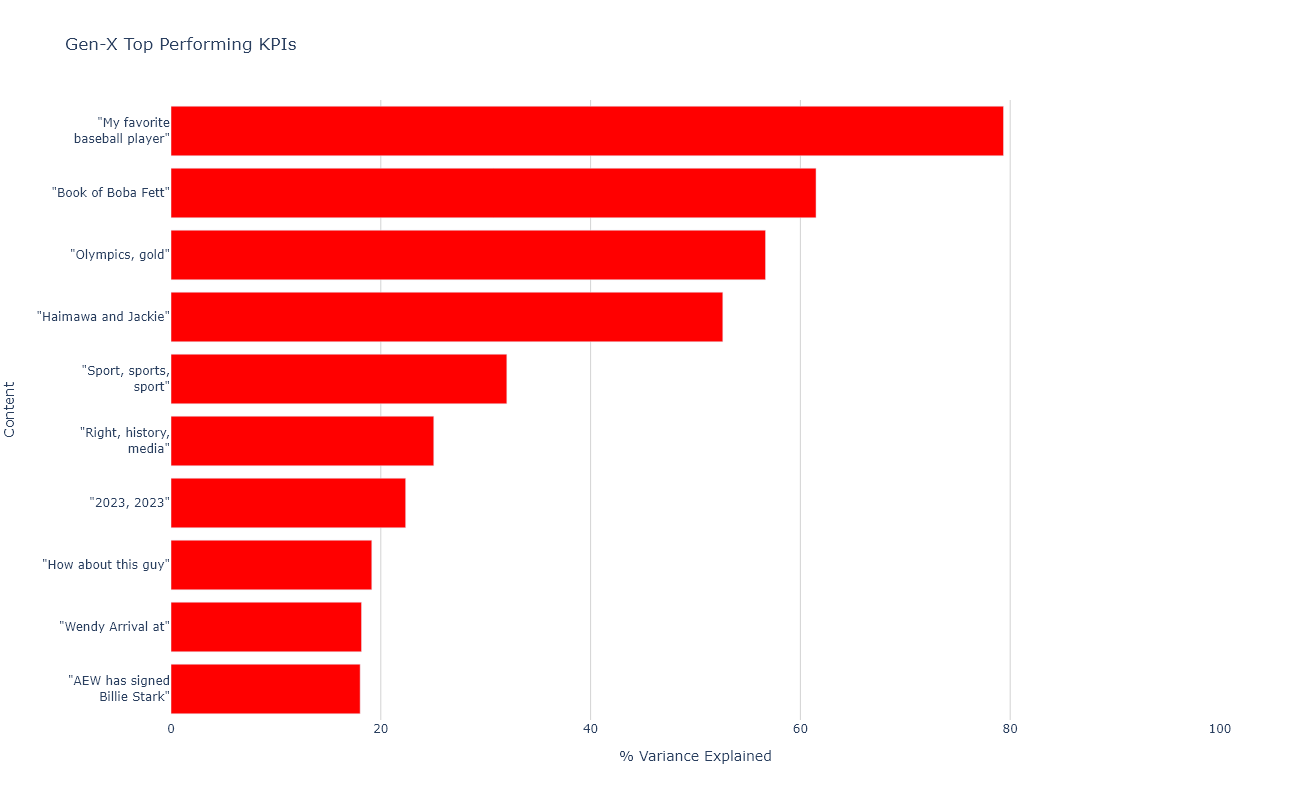 Gen-X Top Performing KPIs
"My favorite
baseball player"
"Book of Boba Fett"
"Olympics, gold"
"Haimawa and Jackie"
"Sport, sports,
sport"
"Right, history,
media"
"2023, 2023"
"How about this guy"
"Wendy Arrival at"
"AEW has signed
Billie Stark"
Content
0 20 40 60 80 100
% Variance Explained